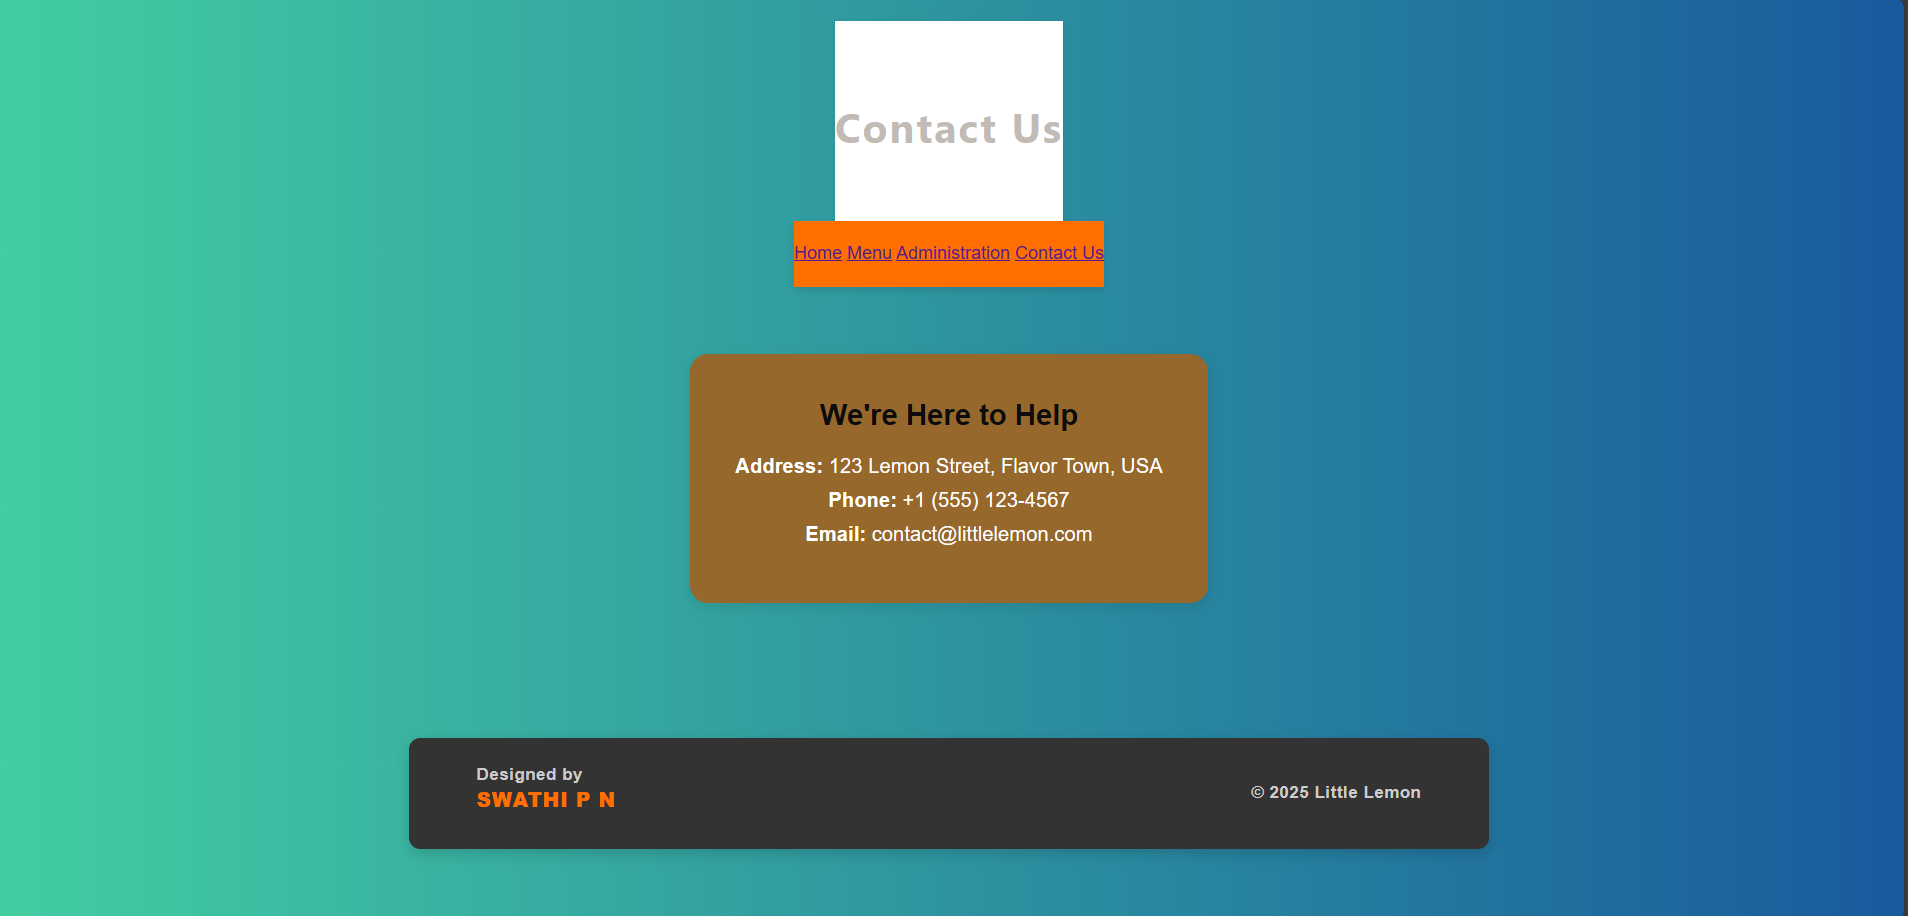 Contact Us
Home Menu Administration Contact Us
We're Here to Help
Address: 123 Lemon Street, Flavor Town, USA
Phone: +1 (555) 123-4567
Email: contact@littlelemon.com
Designed by
SWATHI P N
© 2025 Little Lemon